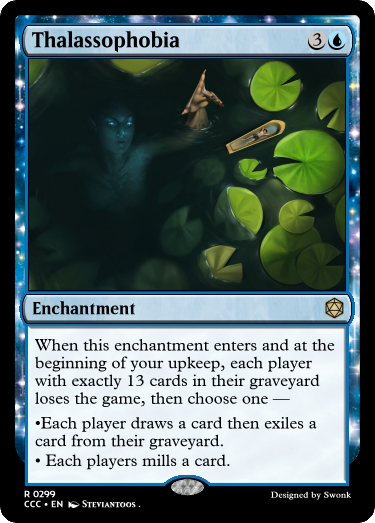 Thalassophobia 3
Enchantment
When this enchantment enters and at the
beginning of your upkeep, each player
with exactly 13 cards in their graveyard
loses the game, then choose one —
•Each player draws a card then exiles a
card from their graveyard.
• Each players mills a card.
R 0299
Designed by Swonk
CCC • EN Steviantoos .